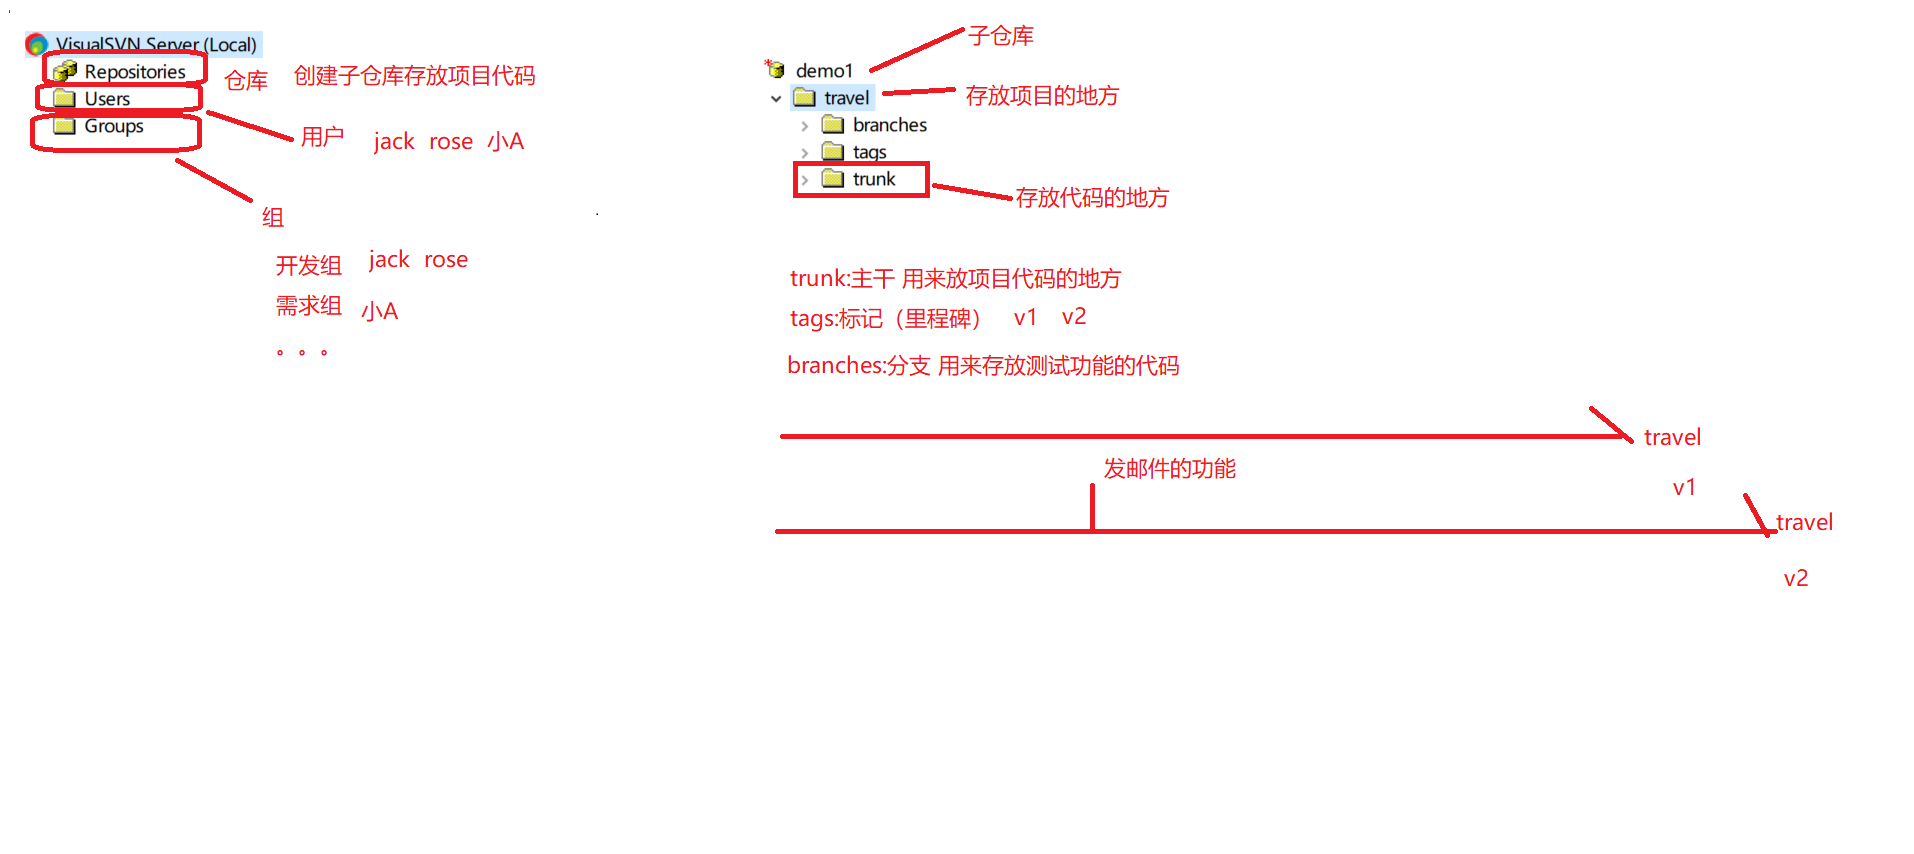 VisualSVN Server (Local)
Repositories
仓库 创建子仓库存放项目代码
Users
Groups
用户 jack rose 小A
组
开发组 jack rose
需求组 小A
。。。
子仓库
demo1
travel 存放项目的地方
branches
tags
trunk
存放代码的地方
trunk:主干 用来放项目代码的地方
tags:标记（里程碑） v1 v2
branches:分支 用来存放测试功能的代码
travel
发邮件的功能
v1
travel
v2